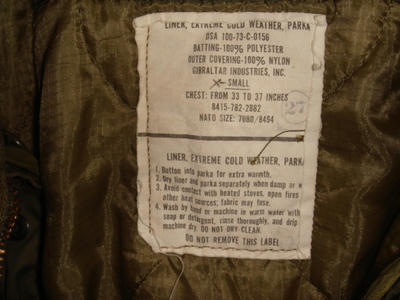 LINER, EXTREME COLD WEATHER, PARKA
DSA 100-73-C-0156
BATTING-100% POLYESTER
OUTER COVERING-100% NYLON
GIBRALTAR INDUSTRIES, INC.
SMALL
CHEST: FROM 33 TO 37 INCHES
8415-782-2882
NATO SIZE: 7080/8494
LINER, EXTREME COLD WEATHER, PARKA
1. Button into parka for extra warmth.
2. Dry liner and parka separately when damp or w
3. Avoid contact with heated stoves, open fires
other heat sources; fabric may fuse.
4. Wash by hand or machine in warm water with
soap or detergent, rinse thoroughly, and drip
machine dry. DO NOT DRY-CLEAN.
DO NOT REMOVE THIS LABEL